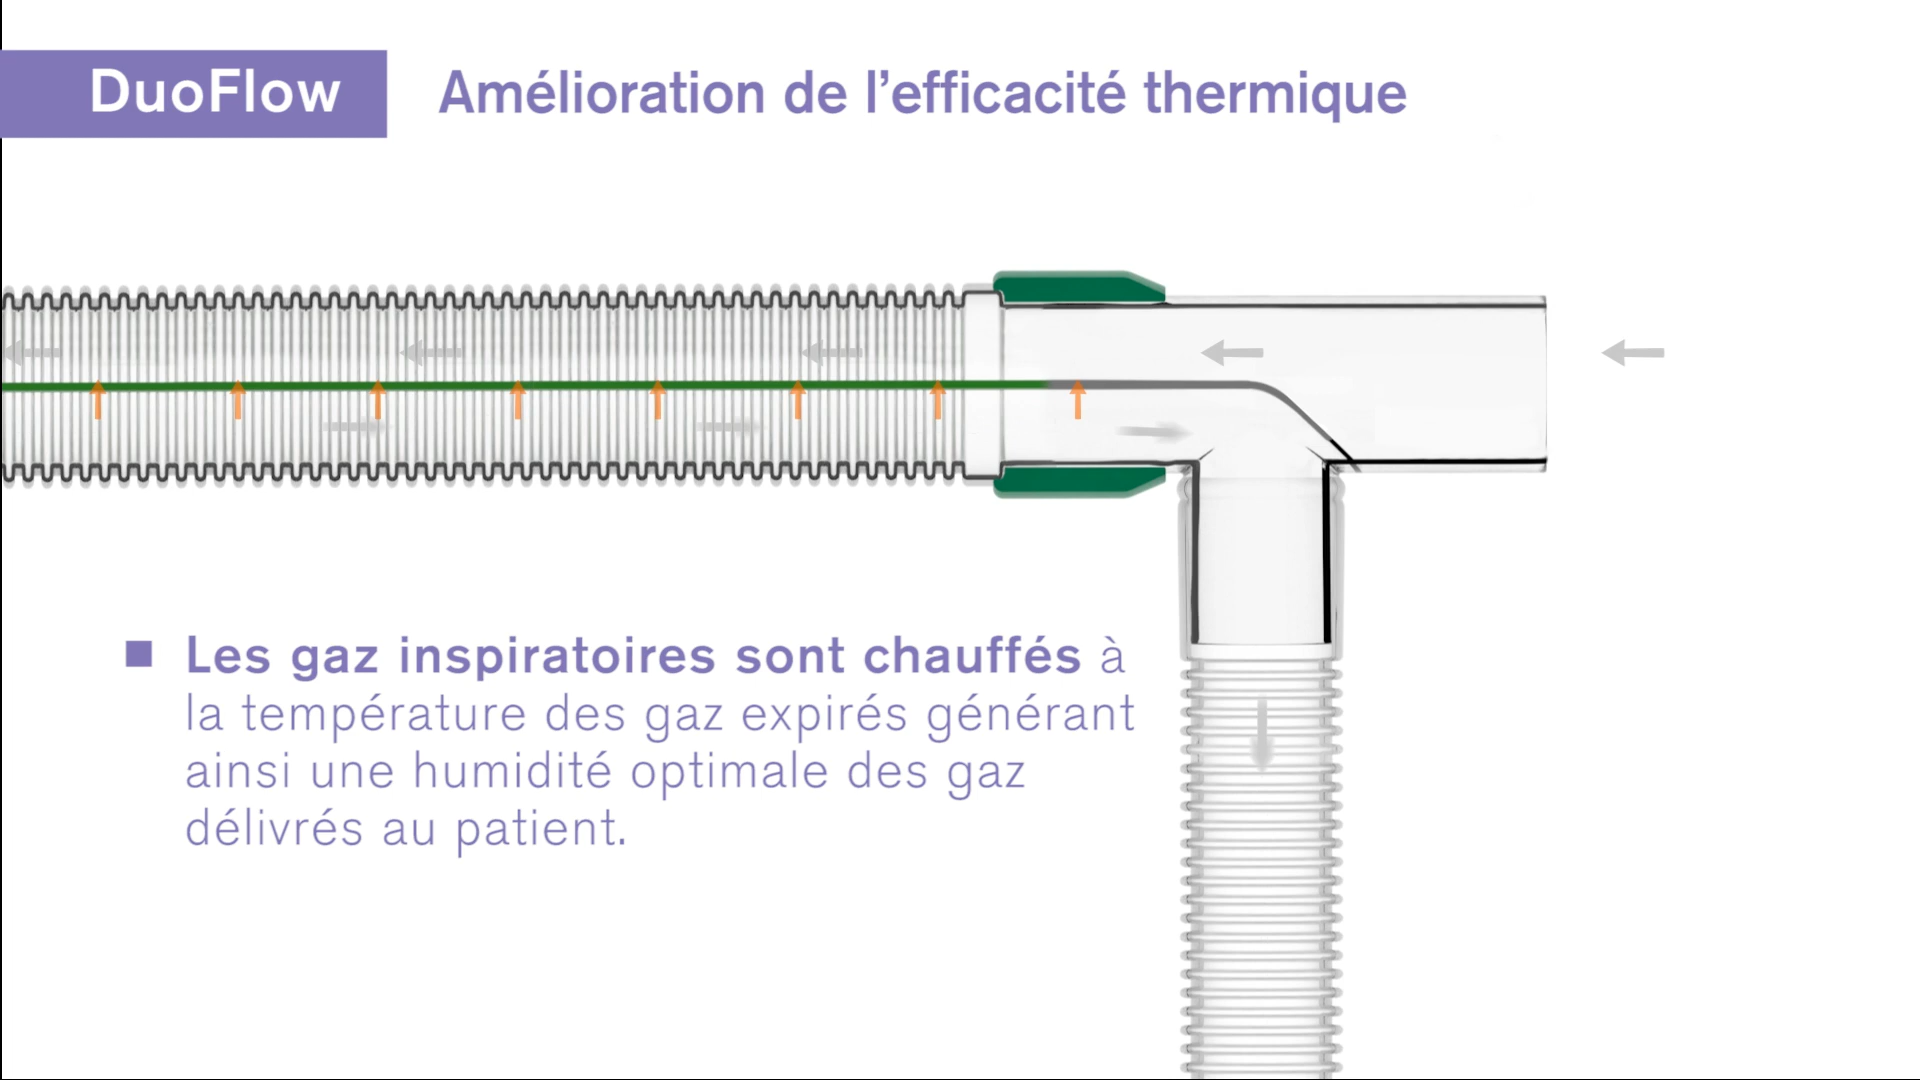 DuoFlow
Amélioration de l’efficacité thermique
Les gaz inspiratoires sont chauffés à
la température des gaz expirés générant
ainsi une humidité optimale des gaz
délivrés au patient.